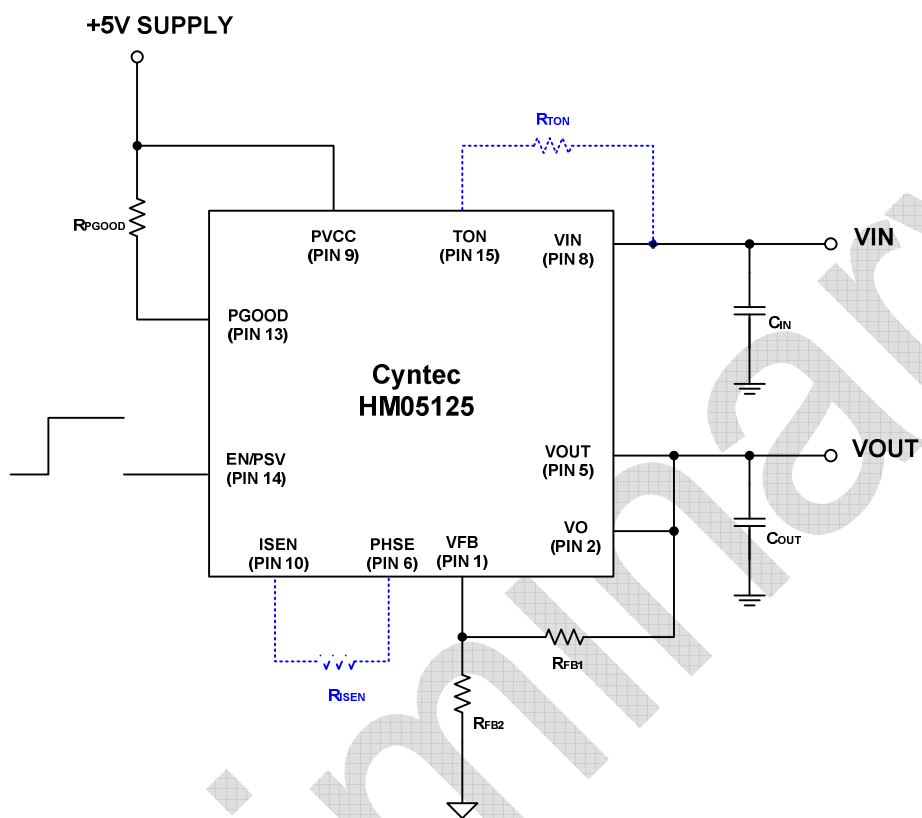 +5V SUPPLY
RTON
RPGOOD
PVCC
(PIN 9)
TON
(PIN 15)
VIN
(PIN 8)
VIN
PGOOD
(PIN 13)
CIN
Cyntec
HM05125
EN/PSV
(PIN 14)
VOUT
(PIN 5)
VOUT
VO
(PIN 2)
COUT
ISEN
(PIN 10)
PHSE
(PIN 6)
VFB
(PIN 1)
RFB1
RISEN
RFB2
iminar